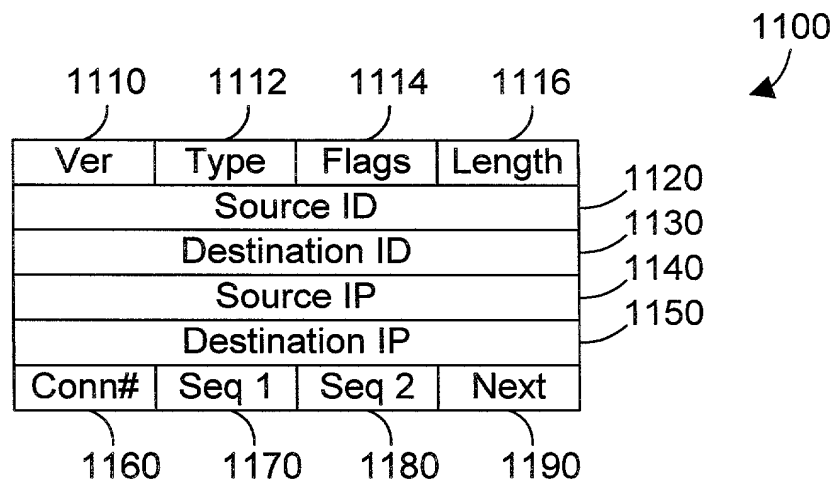 1100
1110 1112 1114 1116
Ver Type Flags Length
Source ID 1120
Destination ID 1130
Source IP 1140
Destination IP 1150
Conn# Seq 1 Seq 2 Next
1160 1170 1180 1190